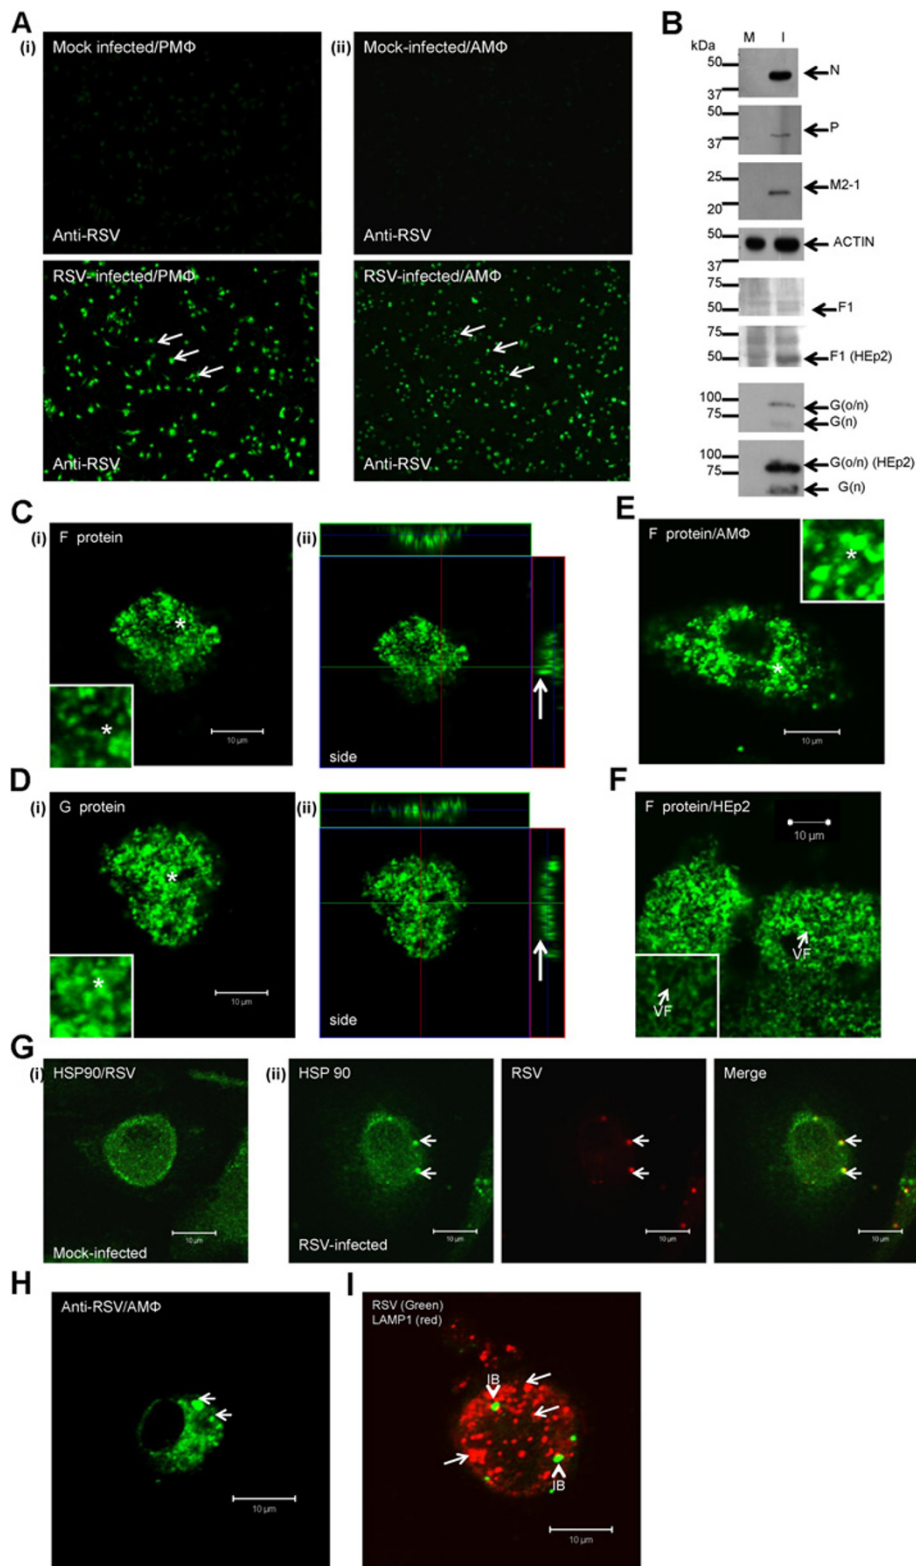 A
(i)
Mock infected/PMΦ
Anti-RSV
RSV- infected/PMΦ
Anti-RSV
(ii)
Mock-infected/AMΦ
Anti-RSV
RSV-infected/AMΦ
Anti-RSV
B
kDa
M I
50
37
N
50
37
P
25
20
M2-1
50
37
ACTIN
75
50
F1
75
50
F1 (HEp2)
100
75
G(o/n)
G(n)
100
75
G(o/n) (HEp2)
G(n)
C
(i)
F protein
*
*
10 µm
(ii)
side
D
(i)
G protein
*
*
10 µm
(ii)
side
E
F protein/AMΦ
*
*
10 µm
F
F protein/HEp2
10 µm
VF
VF
G
(i)
HSP90/RSV
10 µm
Mock-infected
(ii)
HSP 90
10 µm
RSV-infected
RSV
10 µm
Merge
10 µm
H
Anti-RSV/AMΦ
10 µm
I
RSV (Green)
LAMP1 (red)
IB
IB
10 µm